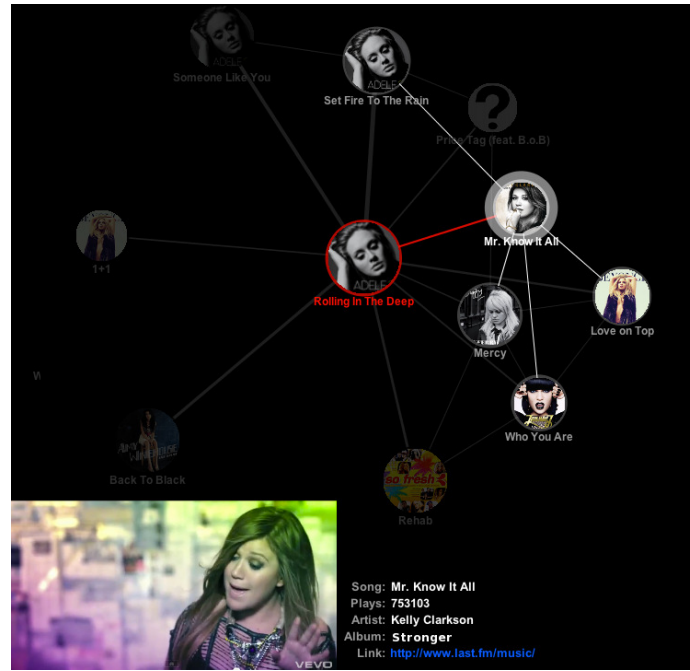 Someone Like You
ADELE
Set Fire To The Rain
Price Tag (feat. B.o.B)
Mr. Know It All
ADELE
Rolling In The Deep
1+1
Love on Top
Mercy
W
Who You Are
Back To Black
so fresh
Rehab
Song: Mr. Know It All
Plays: 753103
Artist: Kelly Clarkson
Album: Stronger
Link: http://www.last.fm/music/
vevo